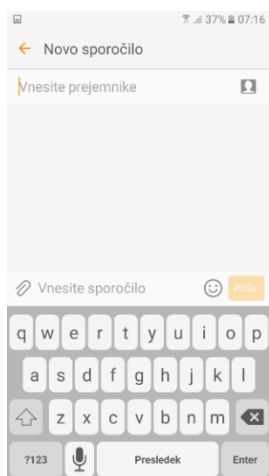 37% 07:16
Novo sporočilo
Vnesite prejemnike
Vnesite sporočilo POŠL.
q w e r t y u i o p
a s d f g h j k l
z x c v b n m
?123 Presledek Enter